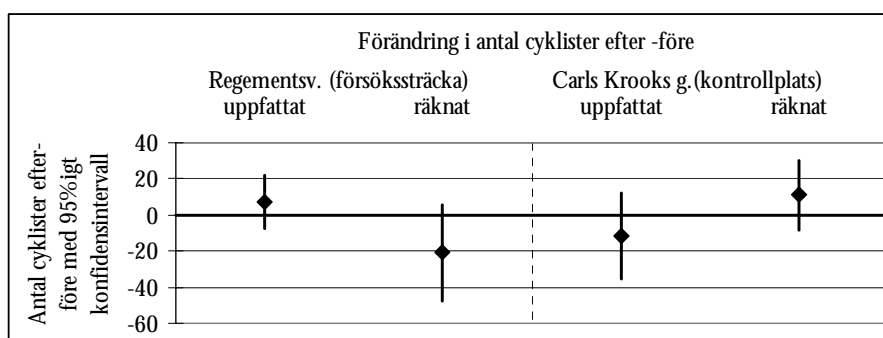 Förändring i antal cyklister efter -före
Regementsv. (försökssträcka)
Carls Krooks g.(kontrollplats)
uppfattat
räknat
uppfattat
räknat
Antal cyklister efter-
före med 95%igt
konfidensintervall
40
20
0
-20
-40
-60